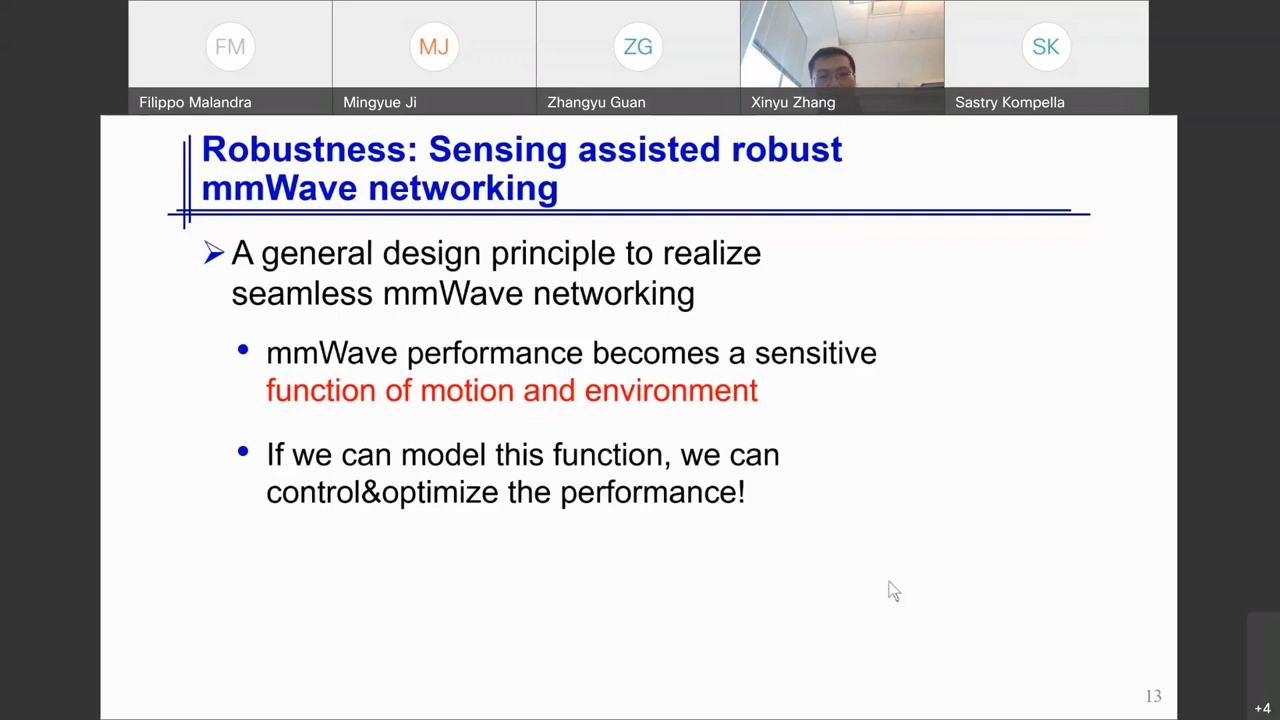 FM
MJ
ZG
SK
Filippo Malandra
Mingyue Ji
Zhangyu Guan
Xinyu Zhang
Sastry Kompella
Robustness: Sensing assisted robust
mmWave networking
A general design principle to realize
seamless mmWave networking
mmWave performance becomes a sensitive
function of motion and environment
If we can model this function, we can
control&optimize the performance!
13
+4